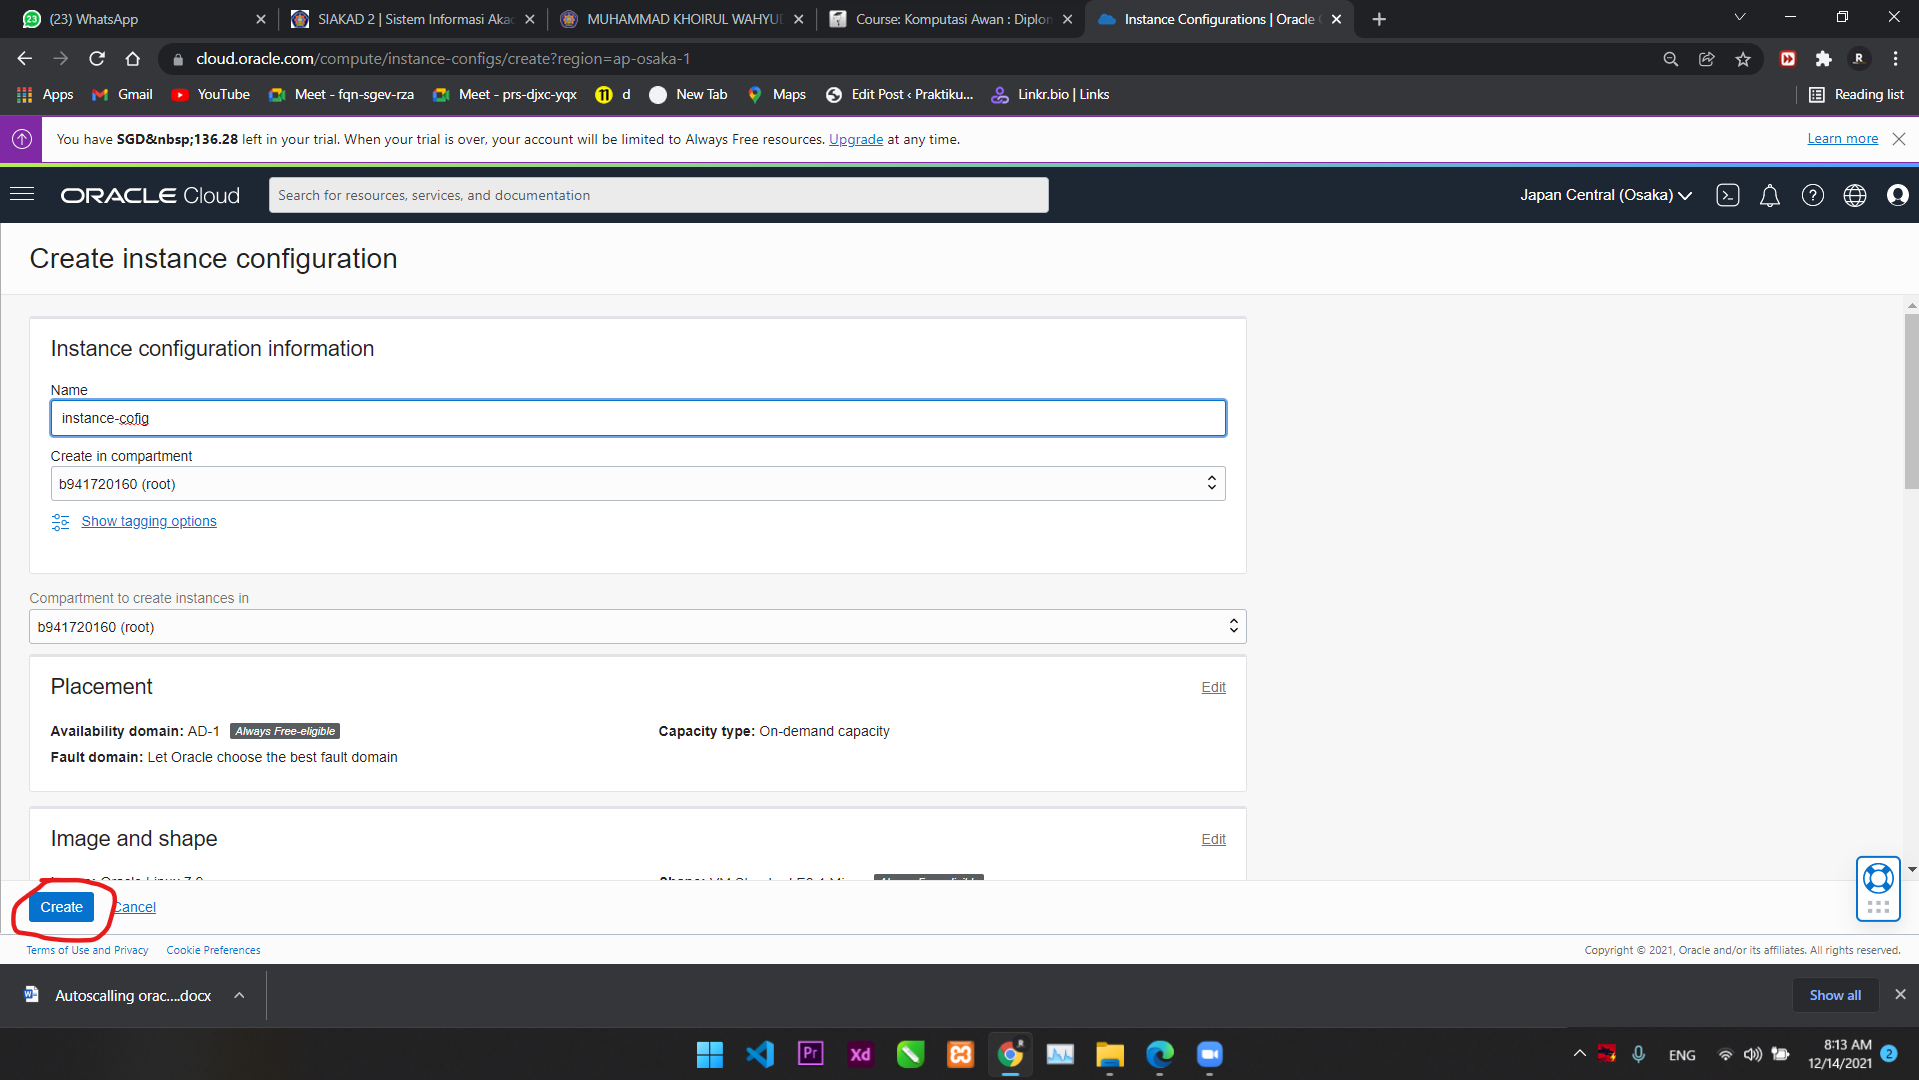 (23) WhatsApp
SIAKAD 2 | Sistem Informasi Aka
MUHAMMAD KHOIRUL WAHYUD
Course: Komputasi Awan : Diplon
Instance Configurations | Oracle C
cloud.oracle.com/compute/instance-configs/create?region=ap-osaka-1
R
Apps
Gmail
YouTube
Meet - fqn-sgev-rza
Meet - prs-djxc-yqx
d
New Tab
Maps
Edit Post ‹ Praktiku...
Linkr.bio | Links
Reading list
You have SGD&nbsp;136.28 left in your trial. When your trial is over, your account will be limited to Always Free resources. Upgrade at any time.
Learn more
ORACLE Cloud
Search for resources, services, and documentation
Japan Central (Osaka)
Create instance configuration
Instance configuration information
Name
instance-cofig
Create in compartment
b941720160 (root)
Show tagging options
Compartment to create instances in
b941720160 (root)
Placement
Edit
Availability domain: AD-1 Always Free-eligible
Capacity type: On-demand capacity
Fault domain: Let Oracle choose the best fault domain
Image and shape
Edit
Create
Cancel
Terms of Use and Privacy
Cookie Preferences
Copyright © 2021, Oracle and/or its affiliates. All rights reserved.
Autoscalling orac....docx
Show all
Pr
Xd
R
ENG
8:13 AM
12/14/2021
2